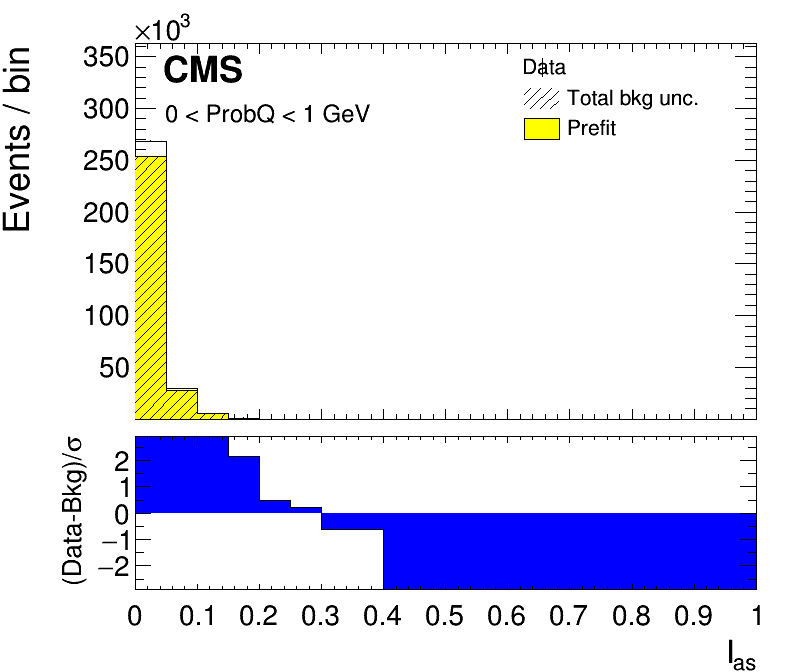 ×10³
Events / bin
350
300
250
200
150
100
50
CMS
0 < ProbQ < 1 GeV
Data
Total bkg unc.
Prefit
(Data-Bkg)/σ
2
1
0
−1
−2
0 0.1 0.2 0.3 0.4 0.5 0.6 0.7 0.8 0.9 1
I_as